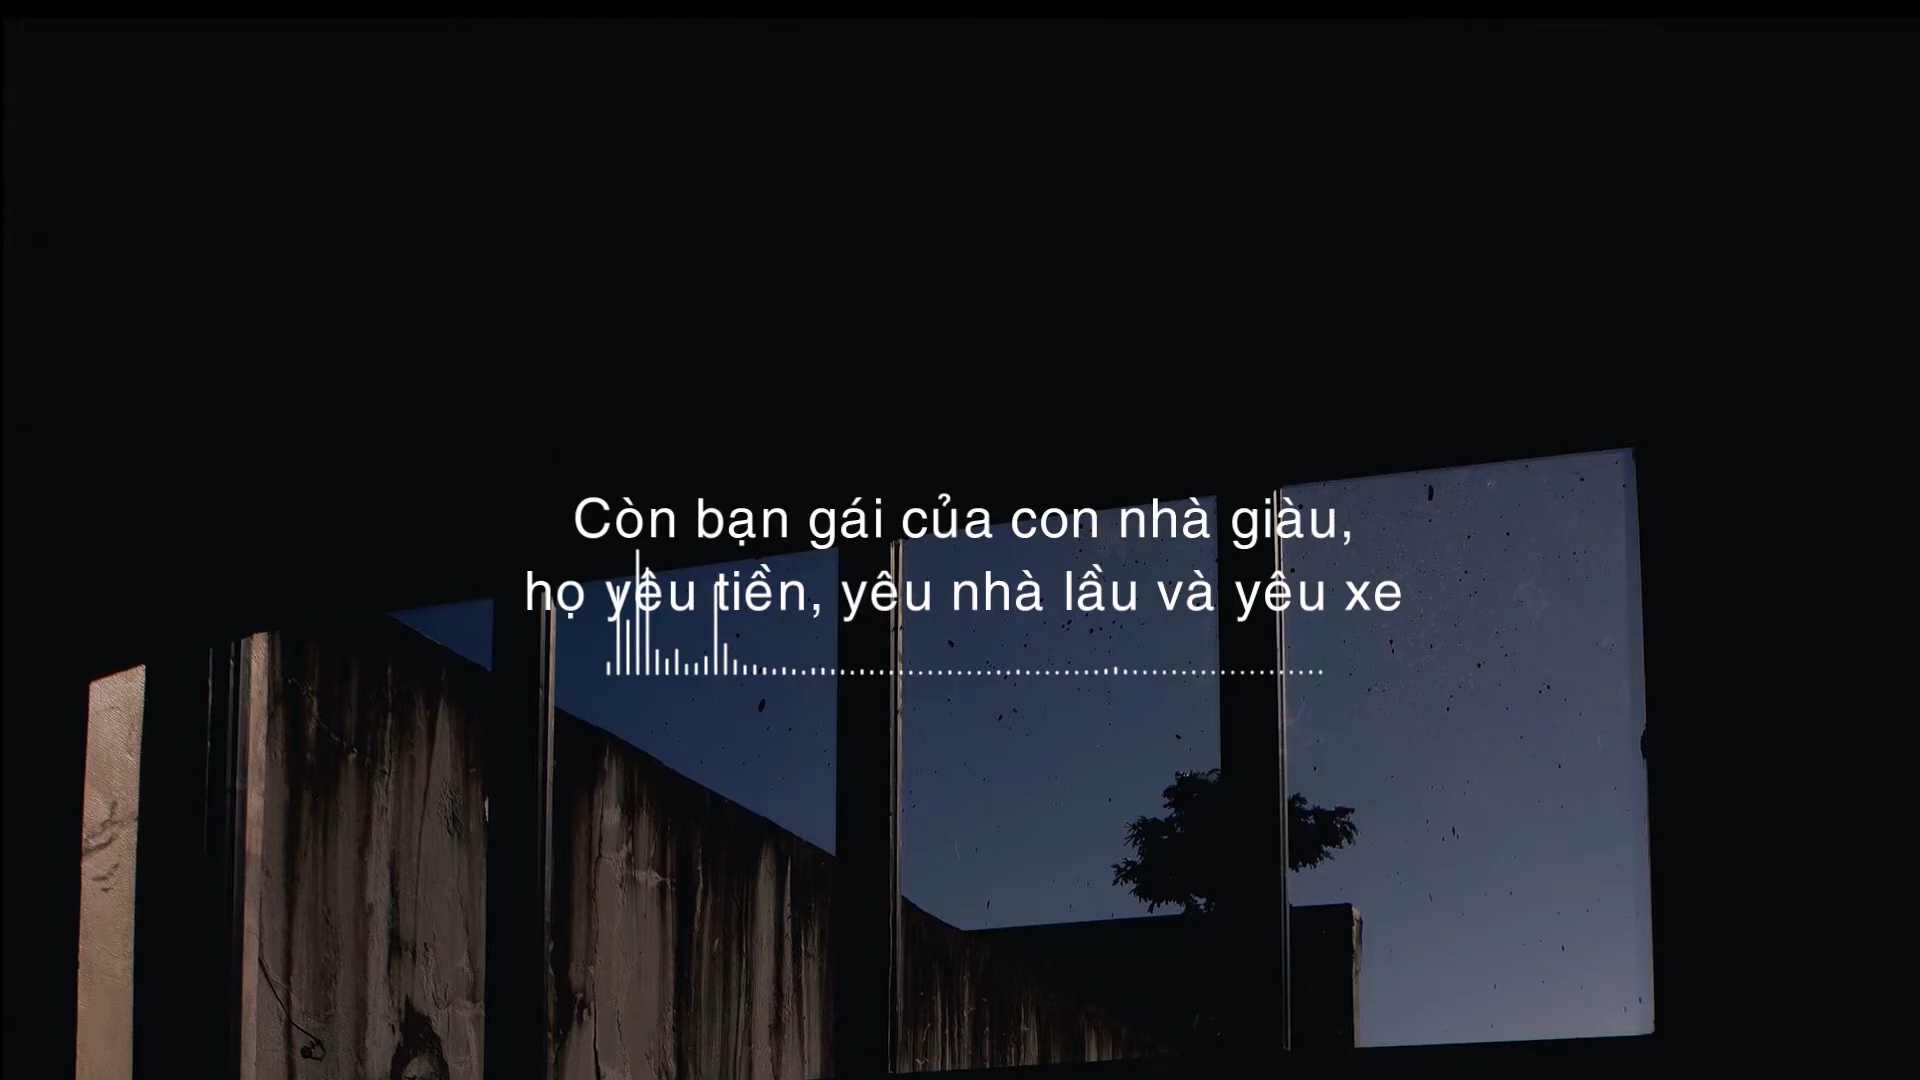 Còn bạn gái của con nhà giàu,
họ yêu tiền, yêu nhà lầu và yêu xe